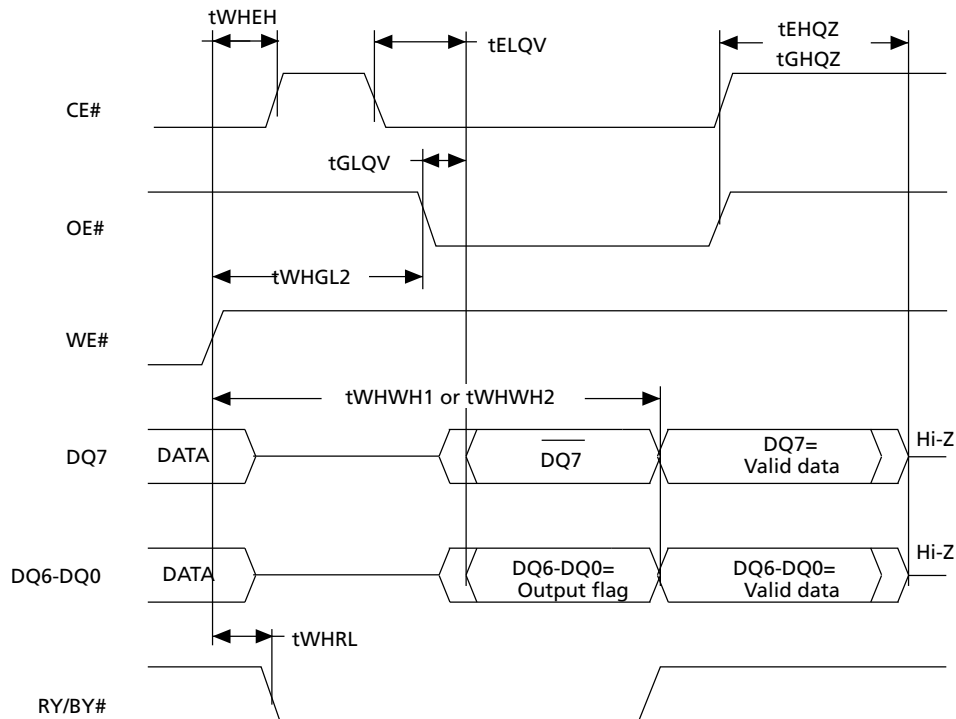 tWHEH
tELQV
tEHQZ
tGHQZ
CE#
tGLQV
OE#
tWHGL2
WE#
tWHWH1 or tWHWH2
DQ7
DATA
DQ7
DQ7=
Valid data
Hi-Z
DQ6-DQ0
DATA
DQ6-DQ0=
Output flag
DQ6-DQ0=
Valid data
Hi-Z
tWHRL
RY/BY#